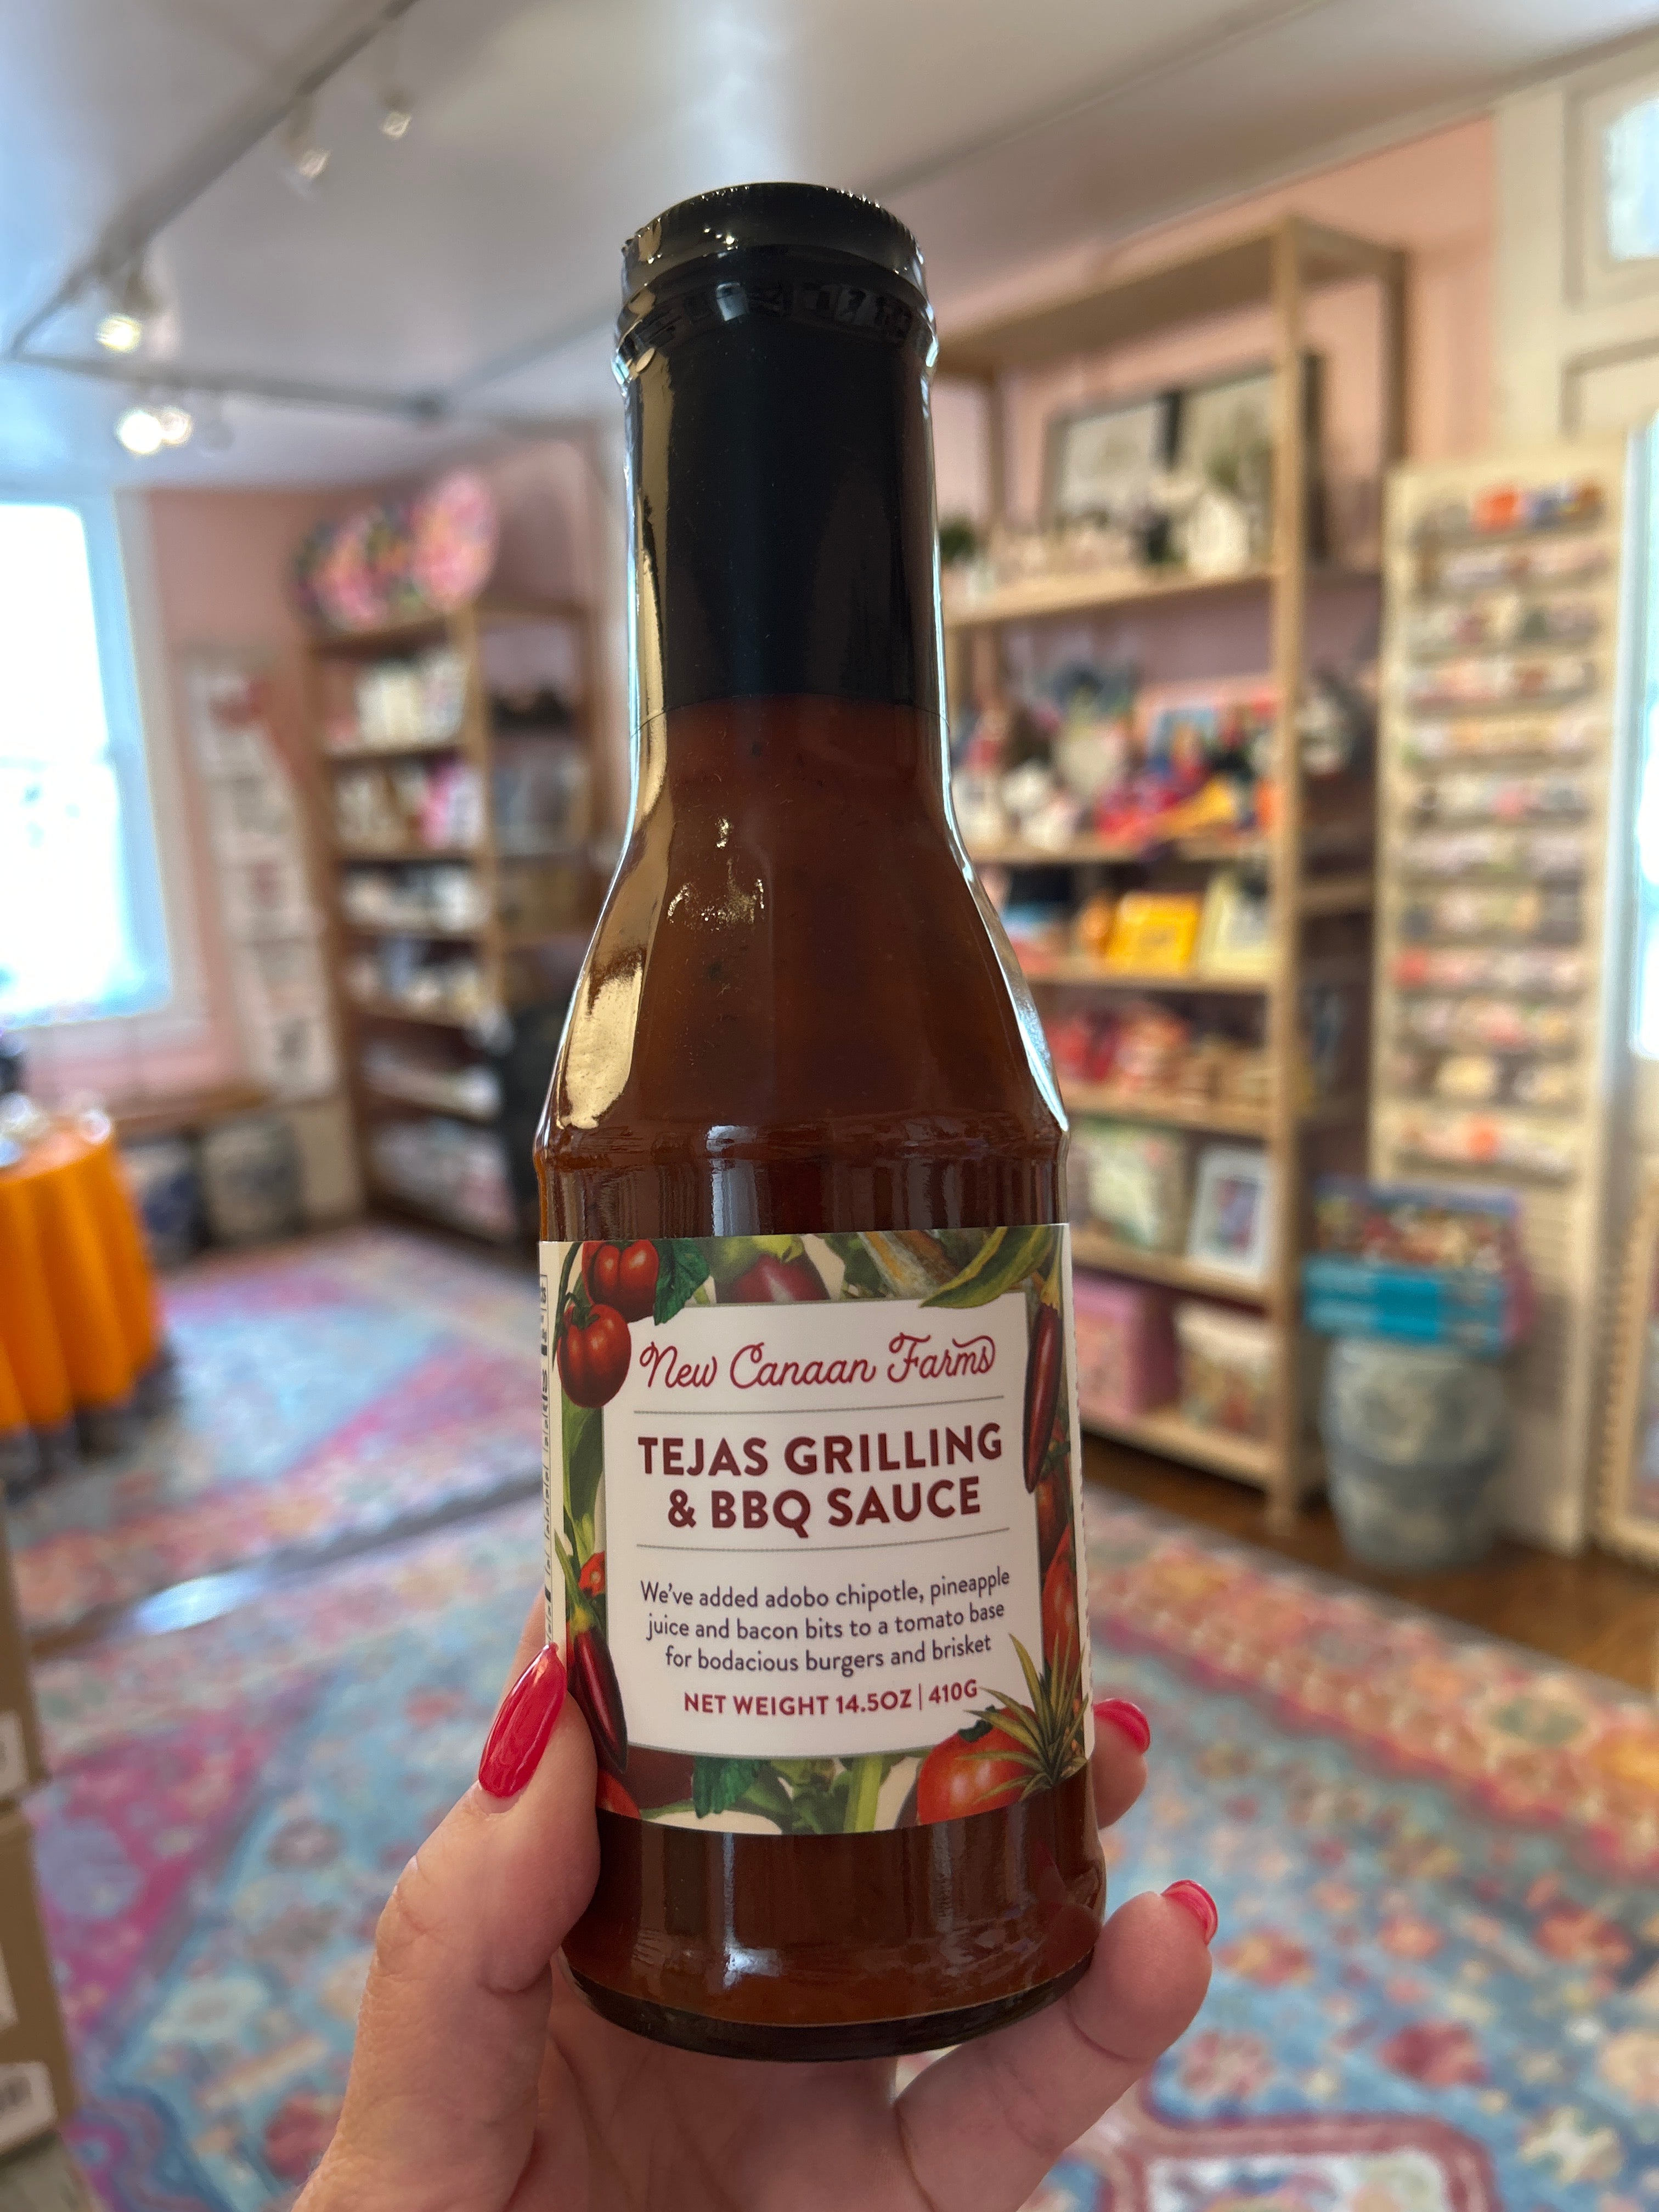 New Canaan Farms
TEJAS GRILLING
& BBQ SAUCE
We've added adobo chipotle, pineapple
juice and bacon bits to a tomato base
for bodacious burgers and brisket
NET WEIGHT 14.5OZ | 410G